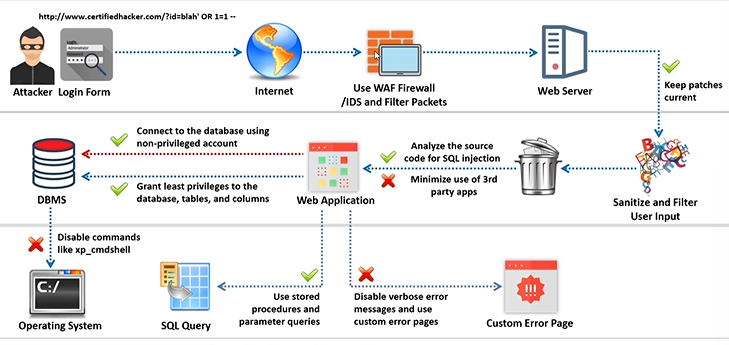 http://www.certifiedhacker.com/?id=blah' OR 1=1 --
Login
Administrator
Password
Attacker
Login Form
Internet
Use WAF Firewall
/IDS and Filter Packets
Web Server
Keep patches
current
Connect to the database using
non-privileged account
Grant least privileges to the
database, tables, and columns
DBMS
Web Application
Analyze the source
code for SQL injection
Minimize use of 3rd
party apps
Sanitize and Filter
User Input
Disable commands
like xp_cmdshell
C:/
Operating System
SQL Query
Use stored
procedures and
parameter queries
Disable verbose error
messages and use
custom error pages
!!!
Custom Error Page